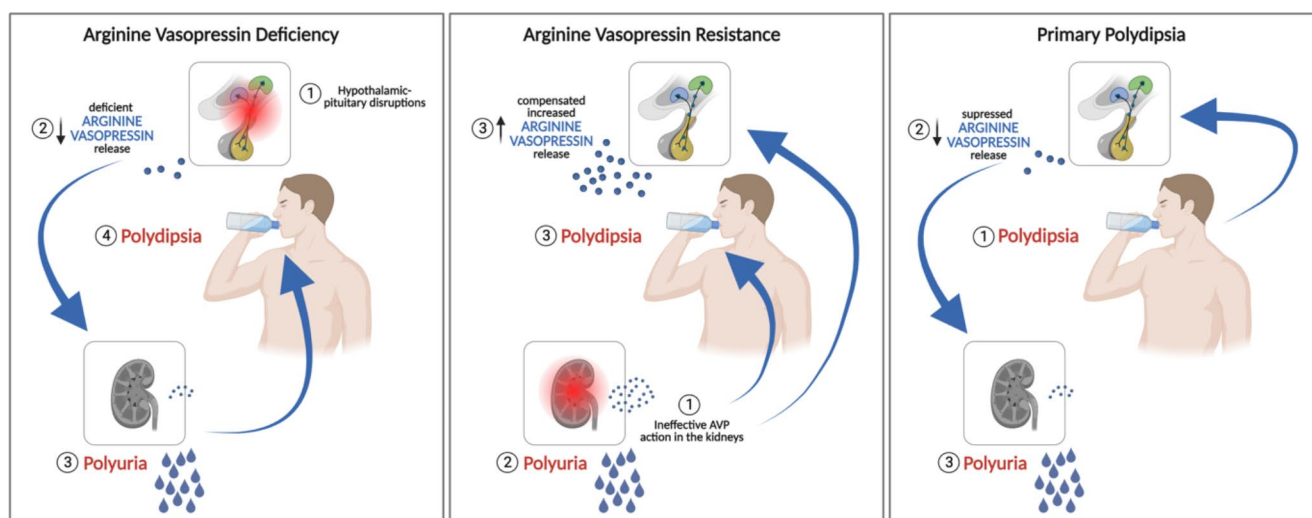 Arginine Vasopressin Deficiency
1
Hypothalamic-
pituitary disruptions
2
deficient
ARGININE
VASOPRESSIN
release
4 Polydipsia
3 Polyuria
Arginine Vasopressin Resistance
3
compensated
increased
ARGININE
VASOPRESSIN
release
3 Polydipsia
1
Ineffective AVP
action in the kidneys
2 Polyuria
Primary Polydipsia
2
supressed
ARGININE
VASOPRESSIN
release
1 Polydipsia
3 Polyuria